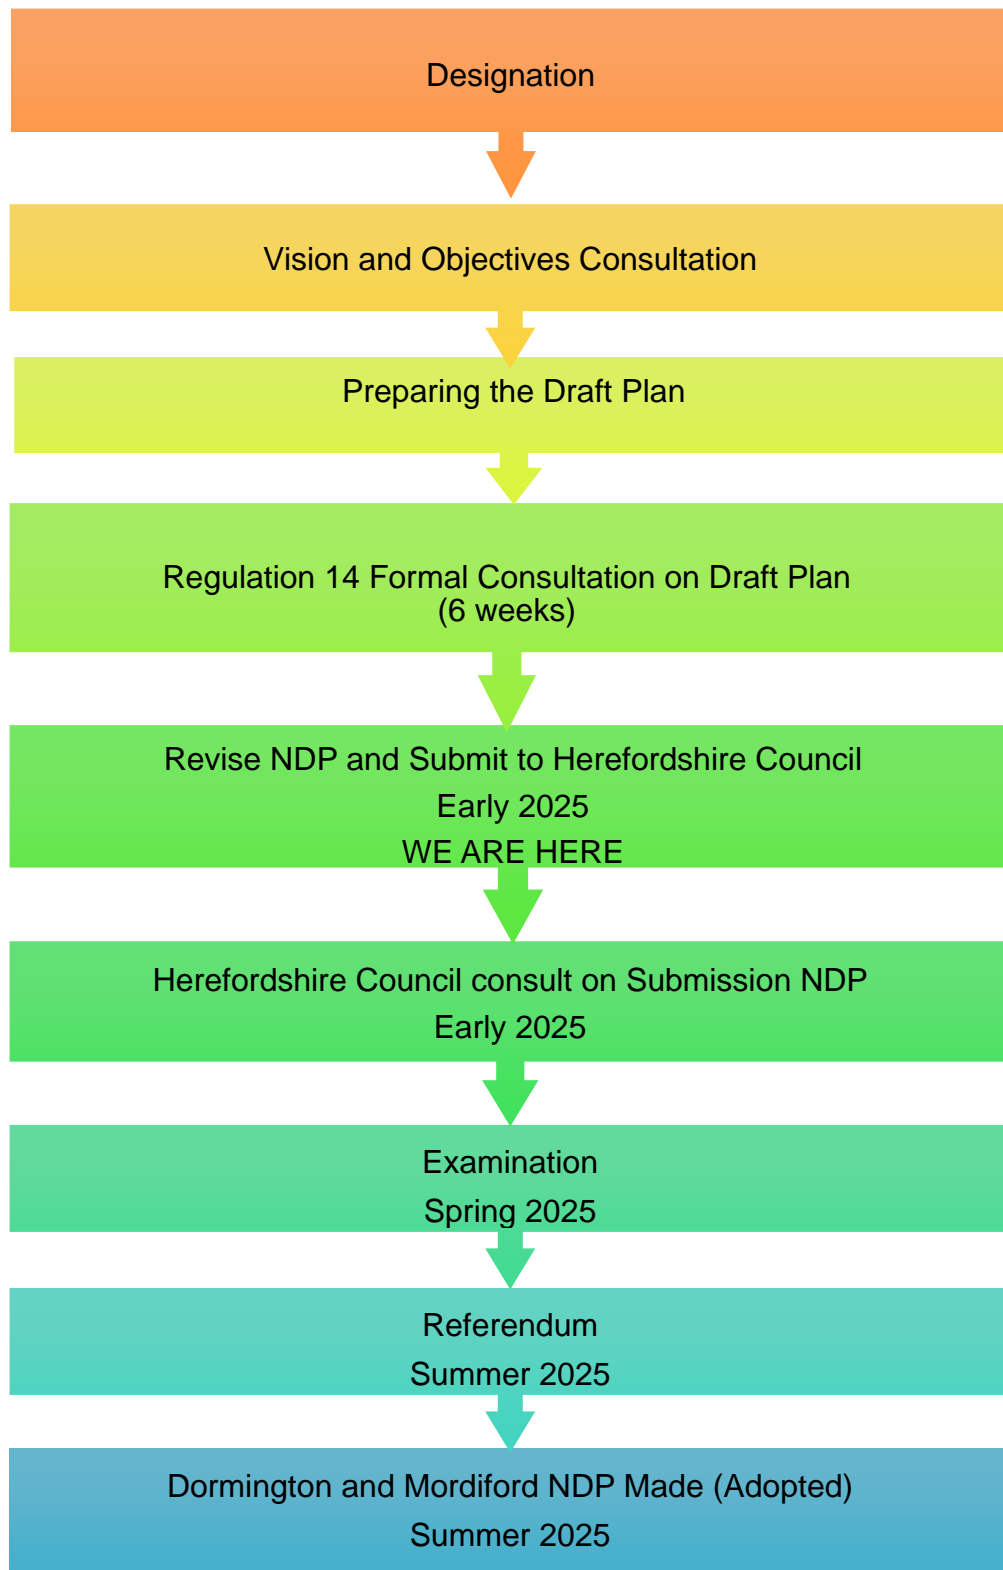 Designation
Vision and Objectives Consultation
Preparing the Draft Plan
Regulation 14 Formal Consultation on Draft Plan
(6 weeks)
Revise NDP and Submit to Herefordshire Council
Early 2025
WE ARE HERE
Herefordshire Council consult on Submission NDP
Early 2025
Examination
Spring 2025
Referendum
Summer 2025
Dormington and Mordiford NDP Made (Adopted)
Summer 2025